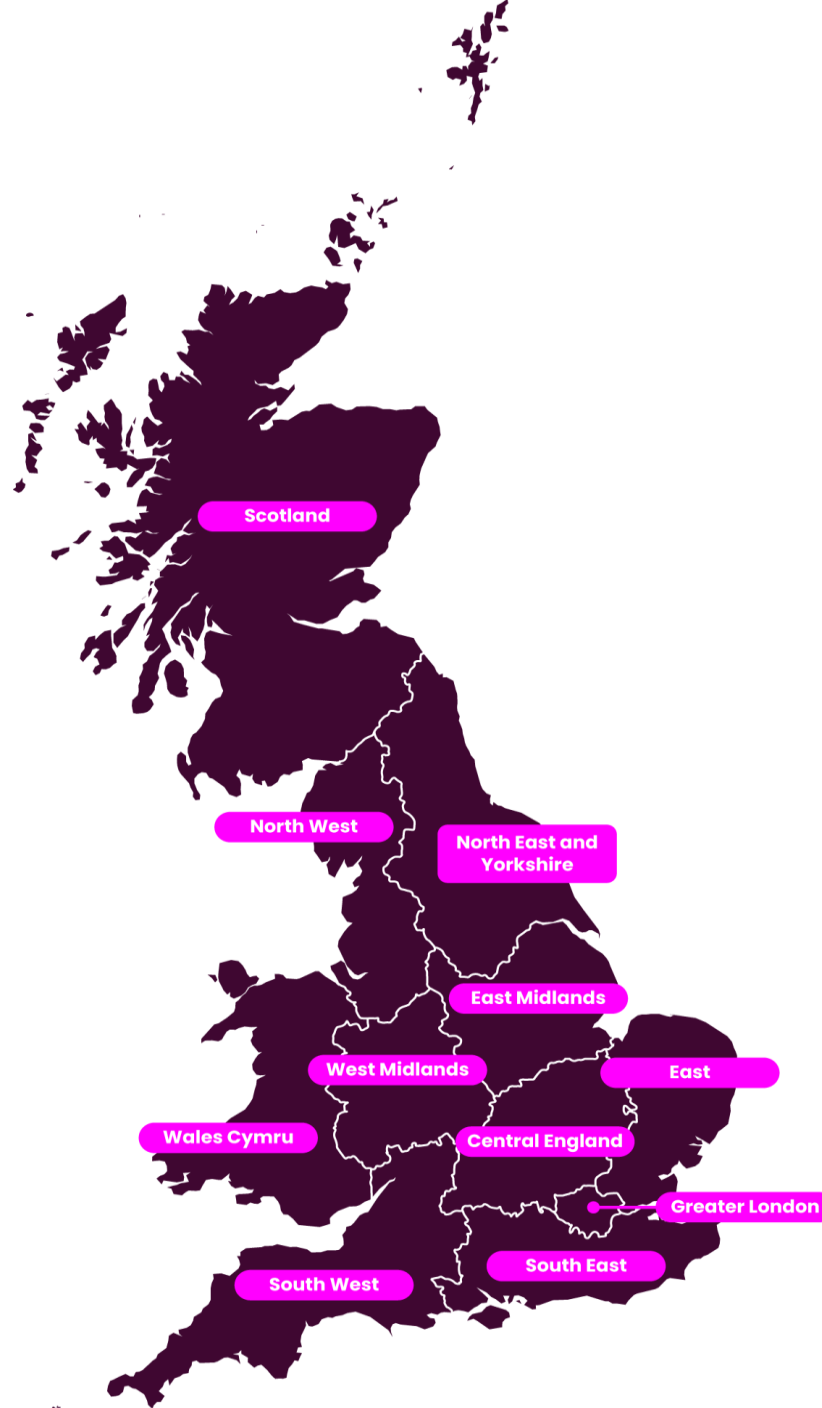 Scotland
North West
North East and
Yorkshire
East Midlands
West Midlands
East
Wales Cymru
Central England
Greater London
South East
South West